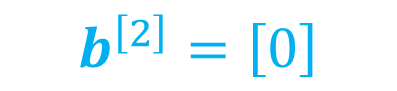 b^[2] = [0]